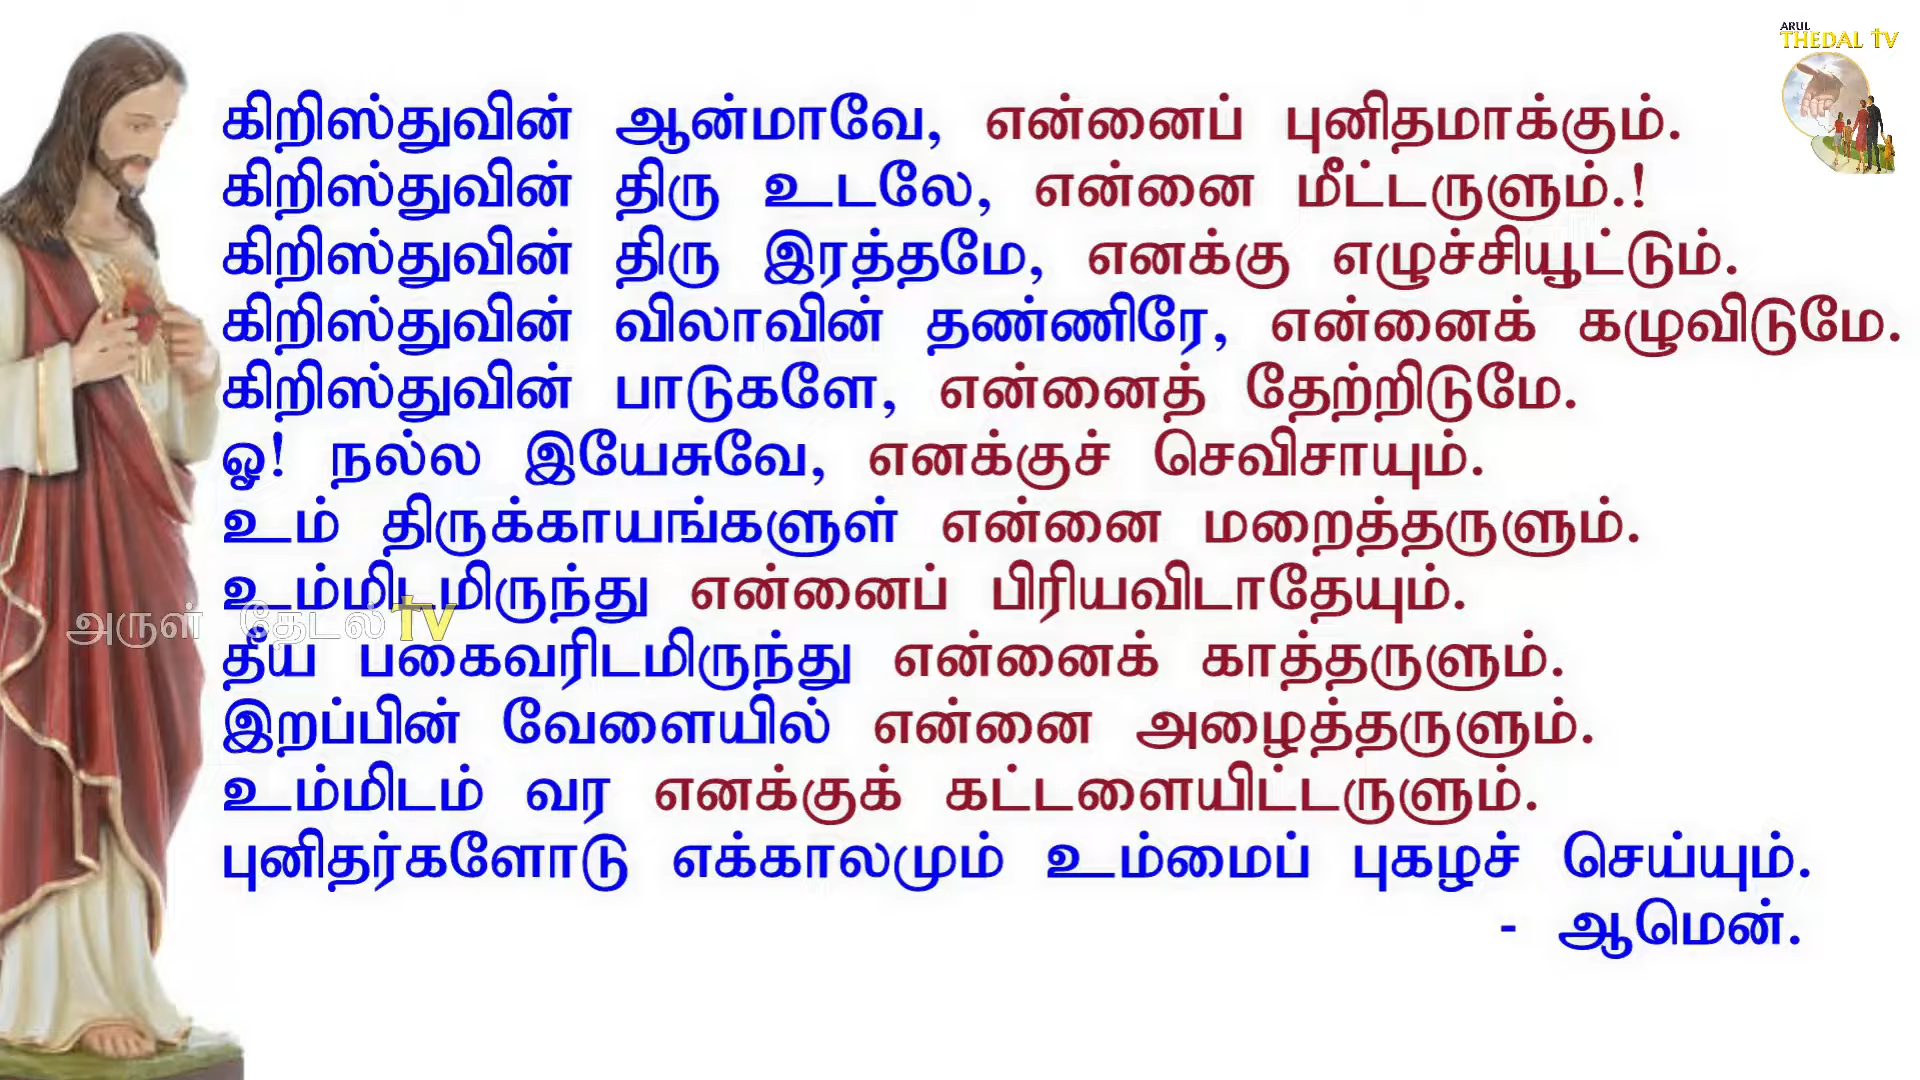 ARUL
THEDAL TV
கிறிஸ்துவின் ஆன்மாவே, என்னைப் புனிதமாக்கும்.
கிறிஸ்துவின் திரு உடலே, என்னை மீட்டருளும்.!
கிறிஸ்துவின் திரு இரத்தமே, எனக்கு எழுச்சியூட்டும்.
கிறிஸ்துவின் விலாவின் தண்ணிரே, என்னைக் கழுவிடுமே.
கிறிஸ்துவின் பாடுகளே, என்னைத் தேற்றிடுமே.
ஓ! நல்ல இயேசுவே, எனக்குச் செவிசாயும்.
உம் திருக்காயங்களுள் என்னை மறைத்தருளும்.
உம்மிடமிருந்து என்னைப் பிரியவிடாதேயும்.
அருள் தேடல் TV
தீய பகைவரிடமிருந்து என்னைக் காத்தருளும்.
இறப்பின் வேளையில் என்னை அழைத்தருளும்.
உம்மிடம் வர எனக்குக் கட்டளையிட்டருளும்.
புனிதர்களோடு எக்காலமும் உம்மைப் புகழச் செய்யும்.
- ஆமென்.